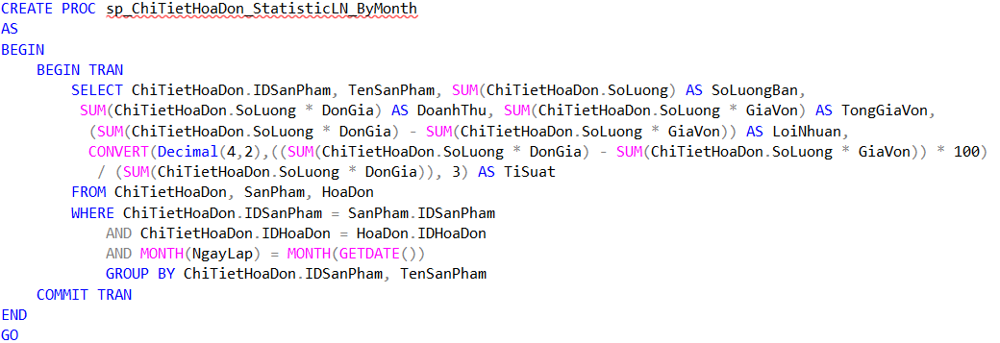 CREATE PROC sp_ChiTietHoaDon_StatisticLN_ByMonth
AS
BEGIN
    BEGIN TRAN
        SELECT ChiTietHoaDon.IDSanPham, TenSanPham, SUM(ChiTietHoaDon.SoLuong) AS SoLuongBan,
         SUM(ChiTietHoaDon.SoLuong * DonGia) AS DoanhThu, SUM(ChiTietHoaDon.SoLuong * GiaVon) AS TongGiaVon,
          (SUM(ChiTietHoaDon.SoLuong * DonGia) - SUM(ChiTietHoaDon.SoLuong * GiaVon)) AS LoiNhuan,
          CONVERT(Decimal(4,2),((SUM(ChiTietHoaDon.SoLuong * DonGia) - SUM(ChiTietHoaDon.SoLuong * GiaVon)) * 100)
           / (SUM(ChiTietHoaDon.SoLuong * DonGia)), 3) AS TiSuat
        FROM ChiTietHoaDon, SanPham, HoaDon
        WHERE ChiTietHoaDon.IDSanPham = SanPham.IDSanPham
            AND ChiTietHoaDon.IDHoaDon = HoaDon.IDHoaDon
            AND MONTH(NgayLap) = MONTH(GETDATE())
            GROUP BY ChiTietHoaDon.IDSanPham, TenSanPham
    COMMIT TRAN
END
GO